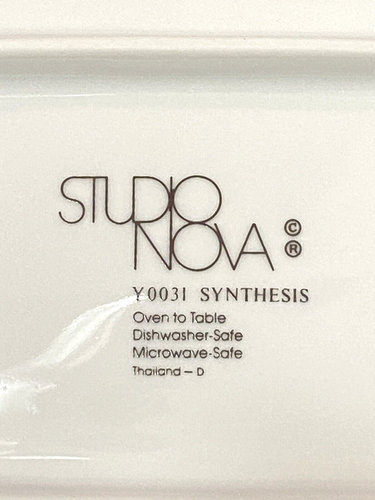 STUDIO
NOVA ©
®
Y0031 SYNTHESIS
Oven to Table
Dishwasher-Safe
Microwave-Safe
Thailand – D